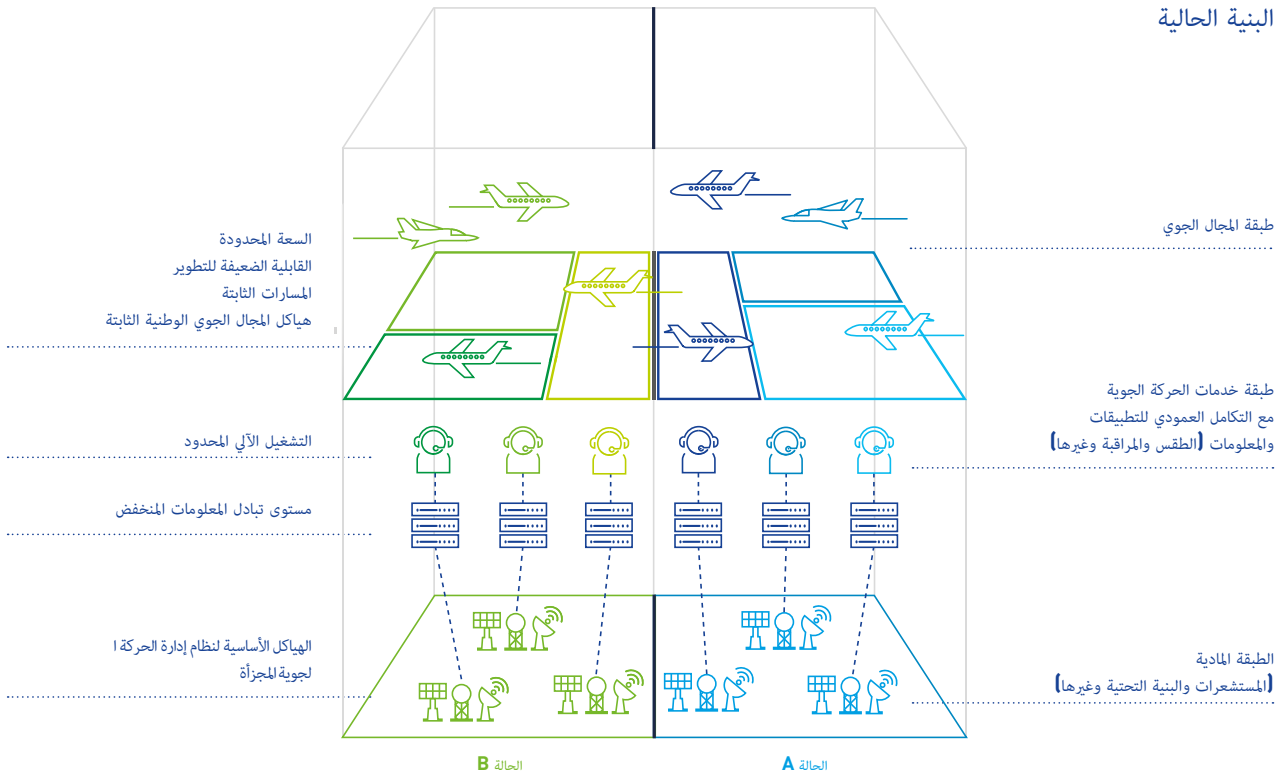 البنية الحالية
طبقة المجال الجوي
السعة المحدودة
القابلية الضعيفة للتطوير
المسارات الثابتة
هياكل المجال الجوي الوطنية الثابتة
طبقة خدمات الحركة الجوية
مع التكامل العمودي للتطبيقات
والمعلومات (الطقس والمراقبة وغيرها)
التشغيل الآلي المحدود
مستوى تبادل المعلومات المنخفض
الطبقة المادية
(المستشعرات والبنية التحتية وغيرها)
الهياكل الأساسية لنظام إدارة الحركة ا
لجوية المجزأة
الحالة A
الحالة B